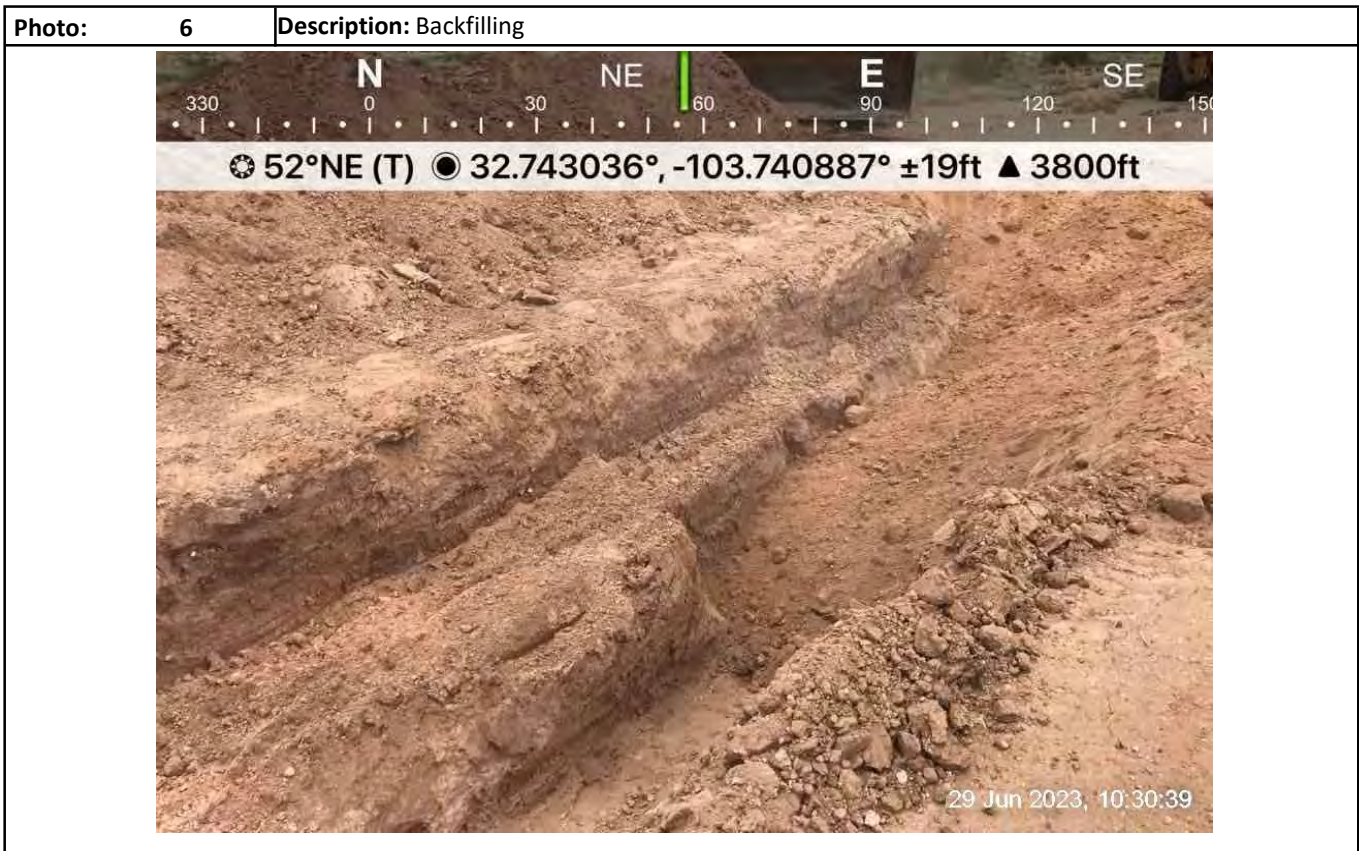 Photo: 6 Description: Backfilling
N NE E SE
330 0 30 60 90 120 150
52°NE (T) 32.743036°, -103.740887° ±19ft ▲ 3800ft
29 Jun 2023, 10:30:39